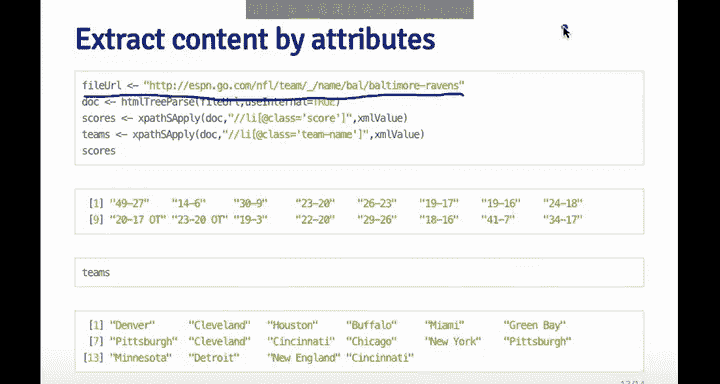 Extract content by attributes
fileUrl <- "http://espn.go.com/nfl/team/_/name/bal/baltimore-ravens"
doc <- htmlTreeParse(fileUrl,useInternal=TRUE)
scores <- xpathSApply(doc,"//li[@class='score']",xmlValue)
teams <- xpathSApply(doc,"//li[@class='team-name']",xmlValue)
scores
[1] "49-27" "14-6" "30-9" "23-20" "26-23" "19-17" "19-16" "24-18"
[9] "20-17 OT" "23-20 OT" "19-3" "22-20" "29-26" "18-16" "41-7" "34-17"
teams
[1] "Denver" "Cleveland" "Houston" "Buffalo" "Miami" "Green Bay"
[7] "Pittsburgh" "Cleveland" "Cincinnati" "Chicago" "New York" "Pittsburgh"
[13] "Minnesota" "Detroit" "New England" "Cincinnati"